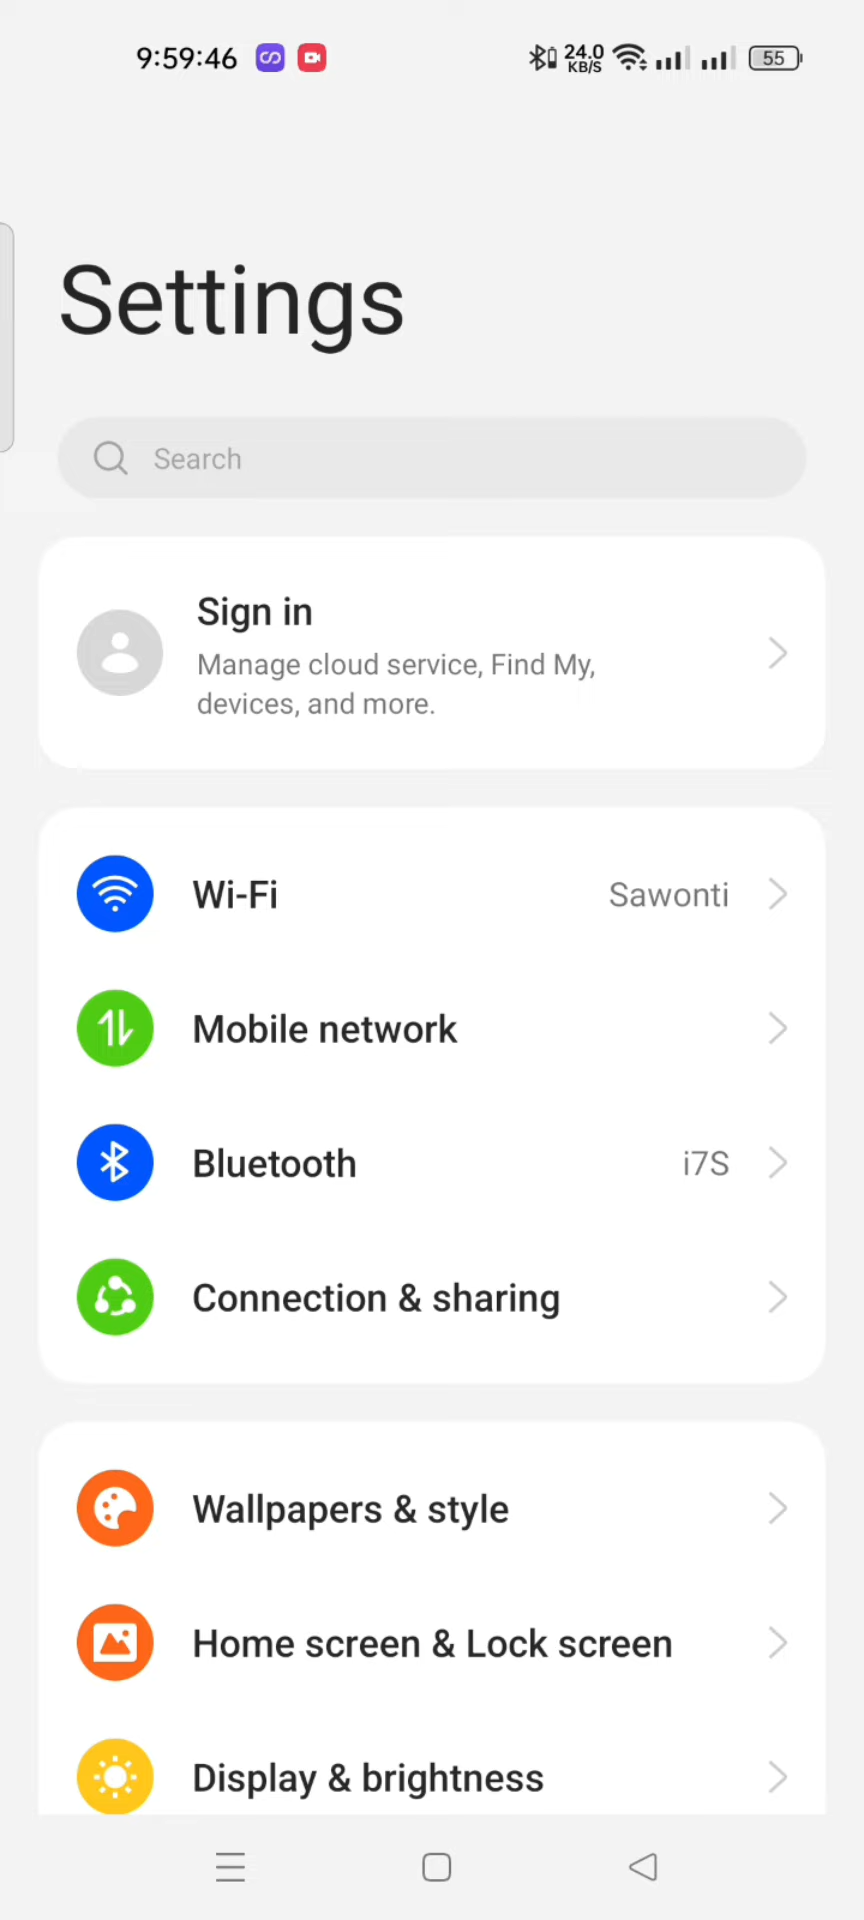 9:59:46
24.0
KB/S
55
Settings
Search
Sign in
Manage cloud service, Find My,
devices, and more.
Wi-Fi Sawonti
Mobile network
Bluetooth i7S
Connection & sharing
Wallpapers & style
Home screen & Lock screen
Display & brightness